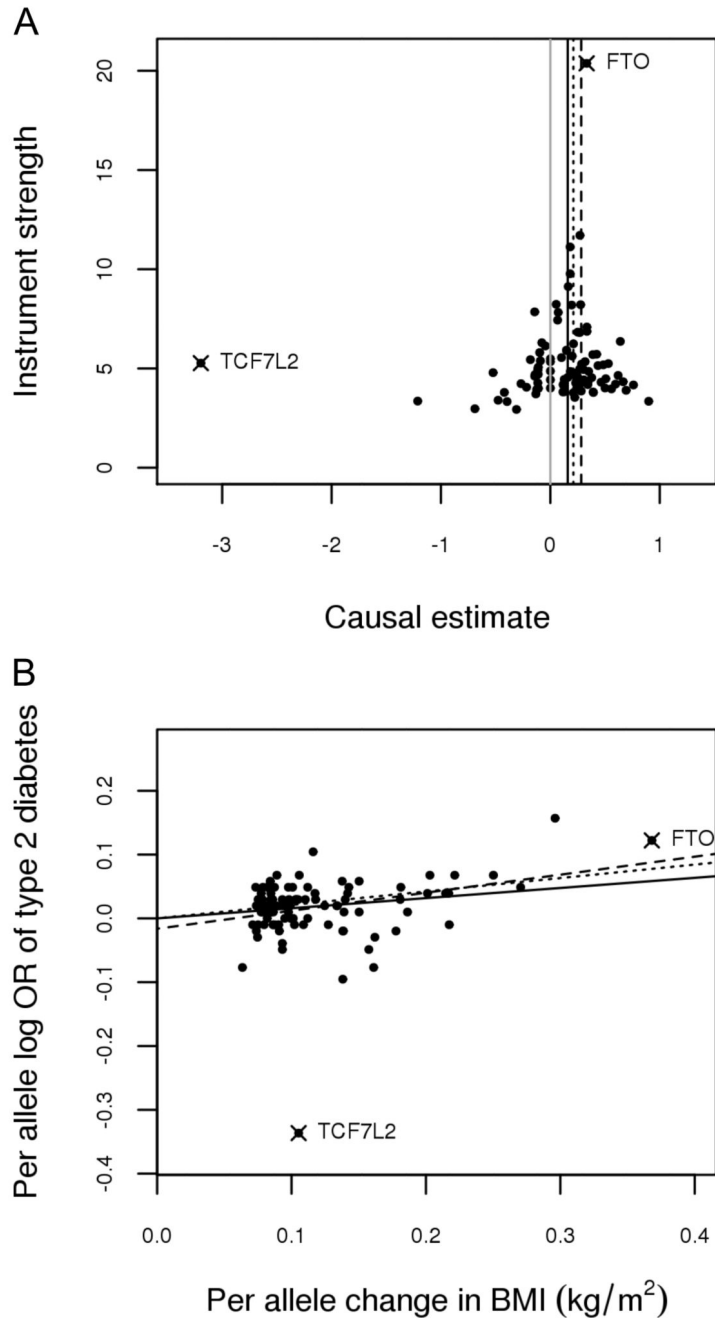 A
Instrument strength
20
15
10
5
0
FTO
TCF7L2
-3 -2 -1 0 1
Causal estimate
B
Per allele log OR of type 2 diabetes
0.2
0.1
0.0
-0.1
-0.2
-0.3
-0.4
FTO
TCF7L2
0.0 0.1 0.2 0.3 0.4
Per allele change in BMI (kg/m²)